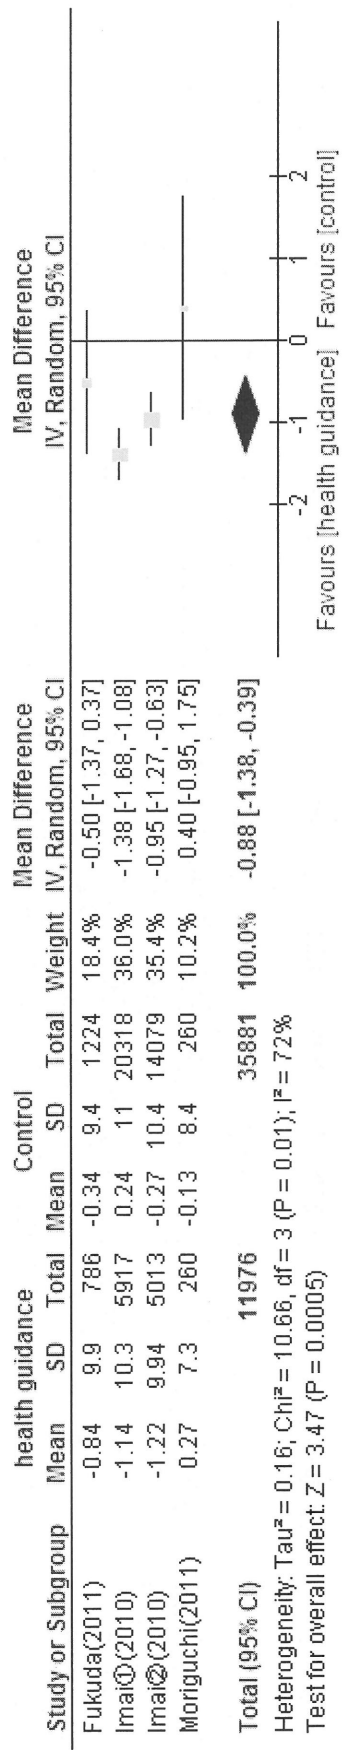 health guidance Control Mean Difference Mean Difference
Study or Subgroup Mean SD Total Mean SD Total Weight IV, Random, 95% CI IV, Random, 95% CI
Fukuda(2011) -0.84 9.9 786 -0.34 9.4 1224 18.4% -0.50 [-1.37, 0.37]
Imai①(2010) -1.14 10.3 5917 0.24 11 20318 36.0% -1.38 [-1.68, -1.08]
Imai②(2010) -1.22 9.94 5013 -0.27 10.4 14079 35.4% -0.95 [-1.27, -0.63]
Moriguchi(2011) 0.27 7.3 260 -0.13 8.4 260 10.2% 0.40 [-0.95, 1.75]
Total (95% CI) 11976 35881 100.0% -0.88 [-1.38, -0.39]
Heterogeneity: Tau² = 0.16; Chi² = 10.66, df = 3 (P = 0.01); I² = 72%
Test for overall effect: Z = 3.47 (P = 0.0005)
-2 -1 0 1 2
Favours [health guidance] Favours [control]